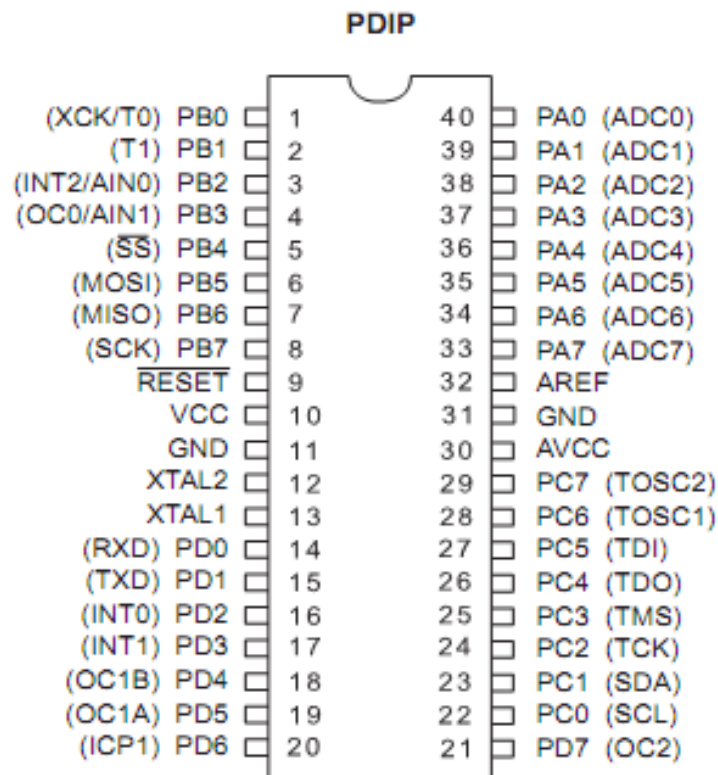 PDIP
(XCK/T0) PB0 1 40 PA0 (ADC0)
(T1) PB1 2 39 PA1 (ADC1)
(INT2/AIN0) PB2 3 38 PA2 (ADC2)
(OC0/AIN1) PB3 4 37 PA3 (ADC3)
(S̅S̅) PB4 5 36 PA4 (ADC4)
(MOSI) PB5 6 35 PA5 (ADC5)
(MISO) PB6 7 34 PA6 (ADC6)
(SCK) PB7 8 33 PA7 (ADC7)
R̅E̅S̅E̅T̅ 9 32 AREF
VCC 10 31 GND
GND 11 30 AVCC
XTAL2 12 29 PC7 (TOSC2)
XTAL1 13 28 PC6 (TOSC1)
(RXD) PD0 14 27 PC5 (TDI)
(TXD) PD1 15 26 PC4 (TDO)
(INT0) PD2 16 25 PC3 (TMS)
(INT1) PD3 17 24 PC2 (TCK)
(OC1B) PD4 18 23 PC1 (SDA)
(OC1A) PD5 19 22 PC0 (SCL)
(ICP1) PD6 20 21 PD7 (OC2)